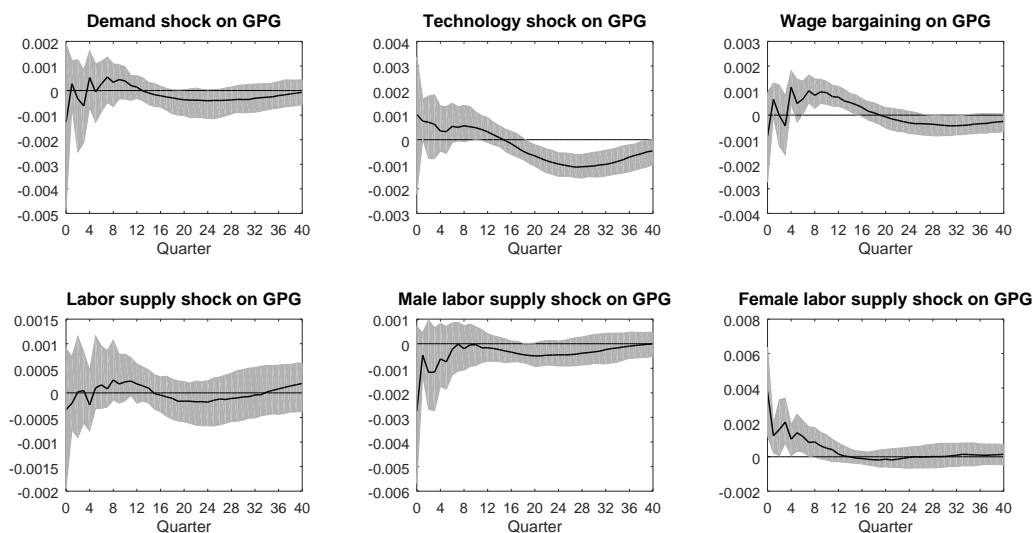 Demand shock on GPG
0.002
0.001
0
-0.001
-0.002
-0.003
-0.004
-0.005
0 4 8 12 16 20 24 28 32 36 40
Quarter
Technology shock on GPG
0.004
0.003
0.002
0.001
0
-0.001
-0.002
-0.003
0 4 8 12 16 20 24 28 32 36 40
Quarter
Wage bargaining on GPG
0.003
0.002
0.001
0
-0.001
-0.002
-0.003
-0.004
0 4 8 12 16 20 24 28 32 36 40
Quarter
Labor supply shock on GPG
0.0015
0.001
0.0005
0
-0.0005
-0.001
-0.0015
-0.002
0 4 8 12 16 20 24 28 32 36 40
Quarter
Male labor supply shock on GPG
0.001
0
-0.001
-0.002
-0.003
-0.004
-0.005
-0.006
0 4 8 12 16 20 24 28 32 36 40
Quarter
Female labor supply shock on GPG
0.008
0.006
0.004
0.002
0
-0.002
0 4 8 12 16 20 24 28 32 36 40
Quarter